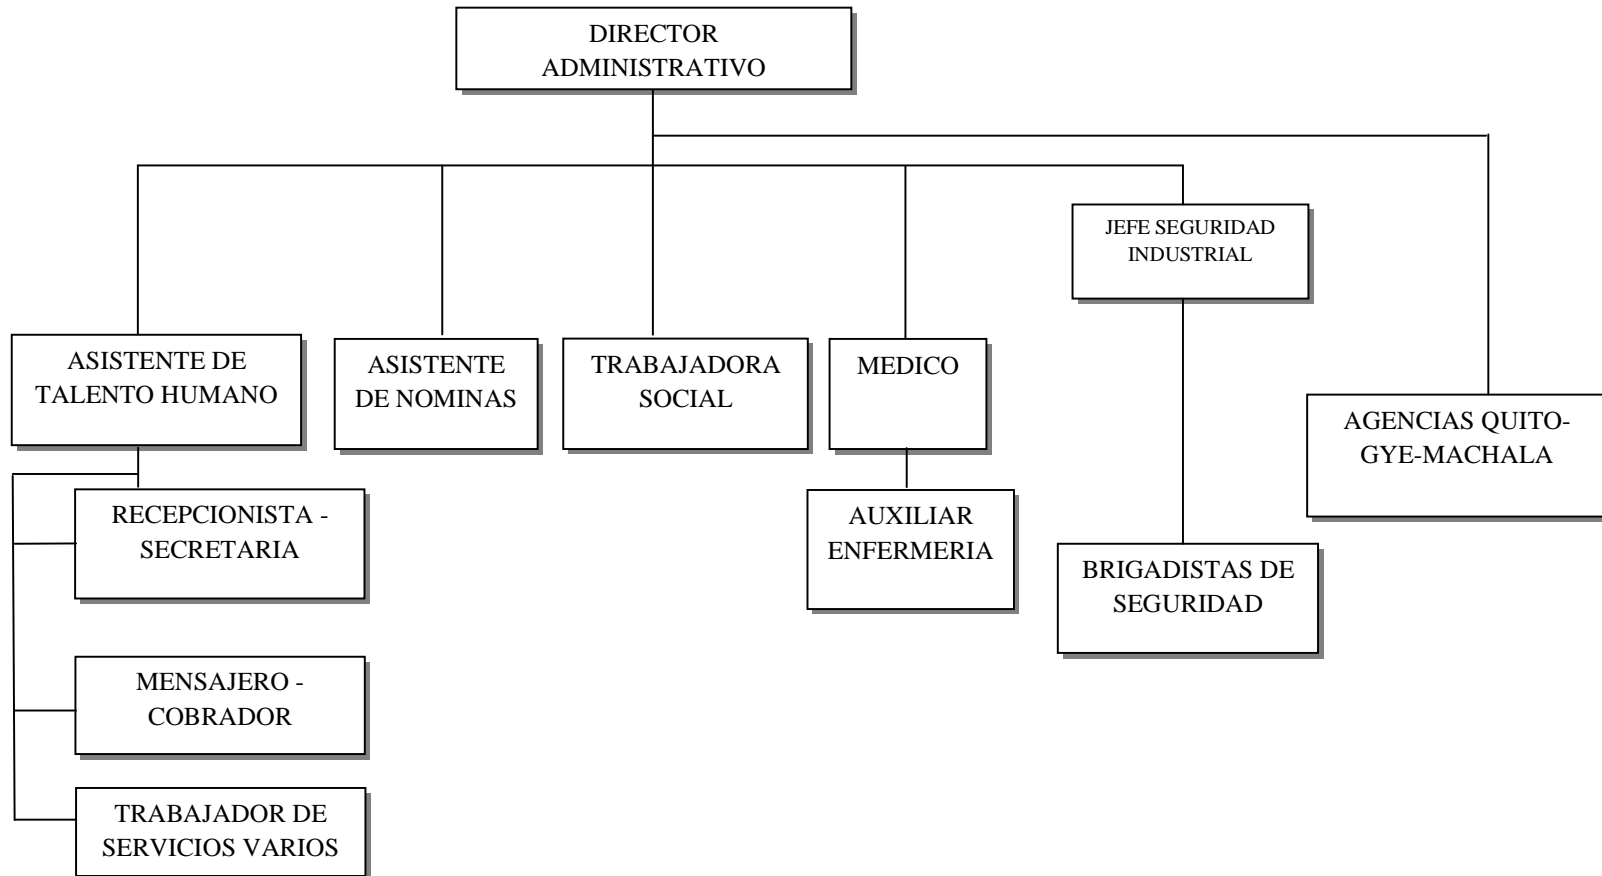 DIRECTOR
ADMINISTRATIVO
JEFE SEGURIDAD
INDUSTRIAL
ASISTENTE DE
TALENTO HUMANO
ASISTENTE
DE NOMINAS
TRABAJADORA
SOCIAL
MEDICO
AGENCIAS QUITO-
GYE-MACHALA
RECEPCIONISTA -
SECRETARIA
AUXILIAR
ENFERMERIA
BRIGADISTAS DE
SEGURIDAD
MENSAJERO -
COBRADOR
TRABAJADOR DE
SERVICIOS VARIOS